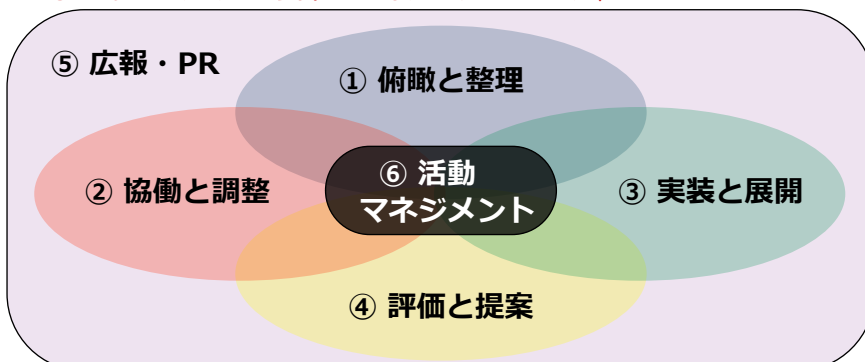 ⑤ 広報・PR
① 俯瞰と整理
② 協働と調整
⑥ 活動
マネジメント
③ 実装と展開
④ 評価と提案